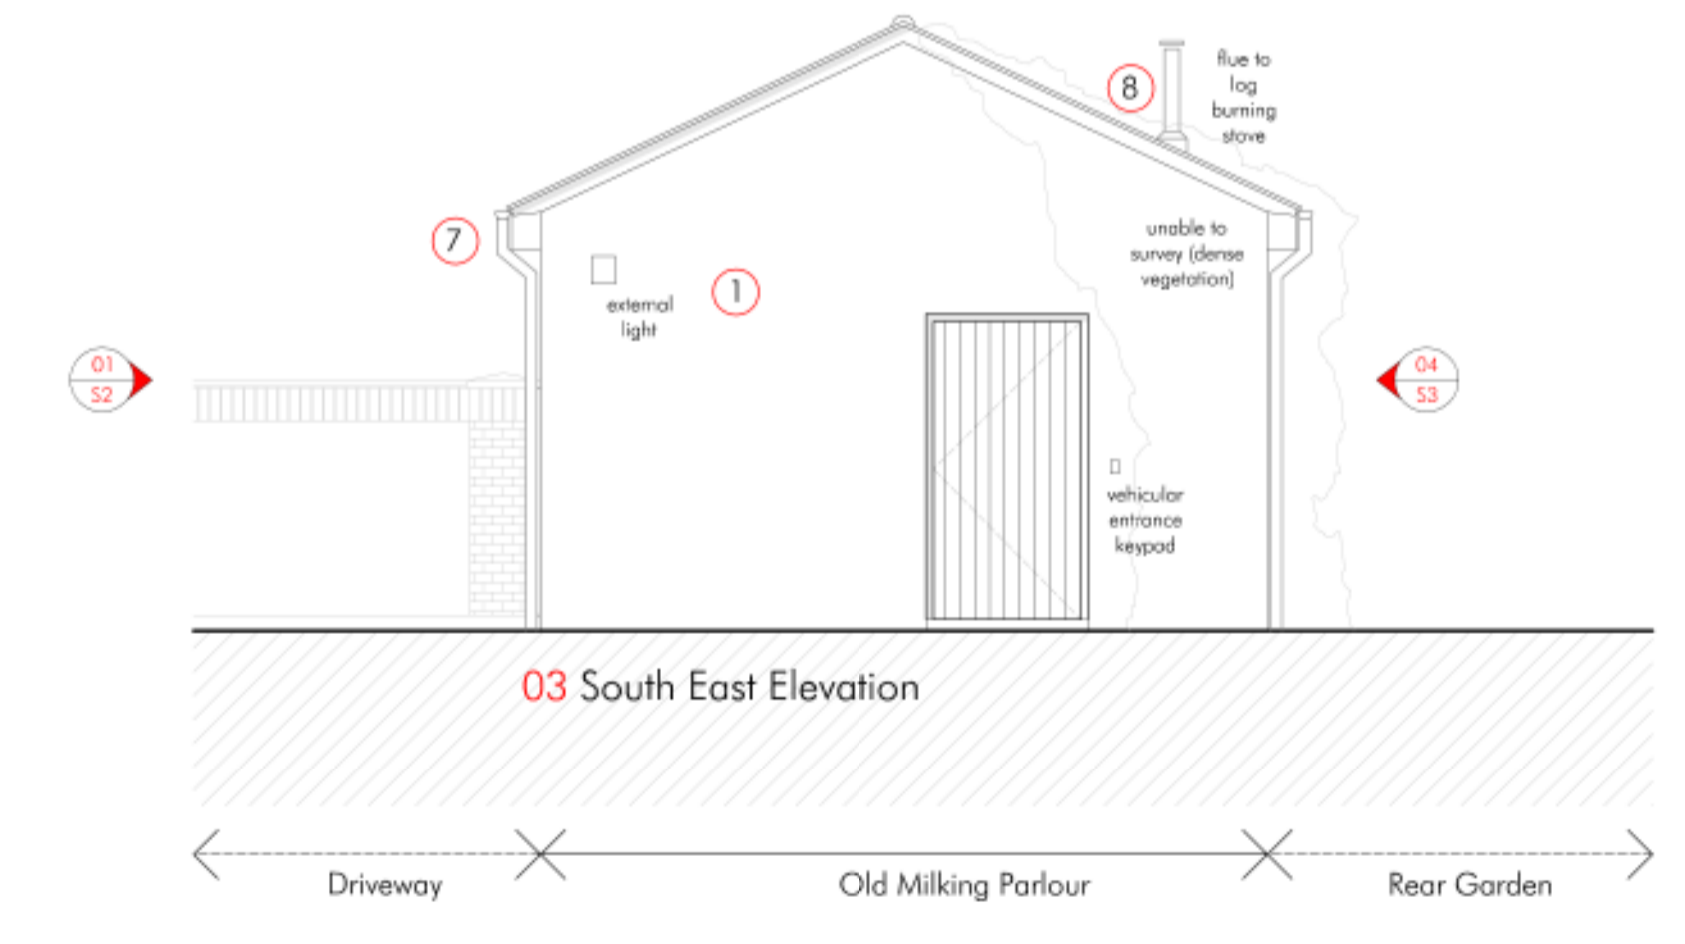 8
flue to
log
burning
stove
7
unable to
survey (dense
vegetation)
external
light
1
01
S2
04
S3
vehicular
entrance
keypad
03 South East Elevation
Driveway
Old Milking Parlour
Rear Garden